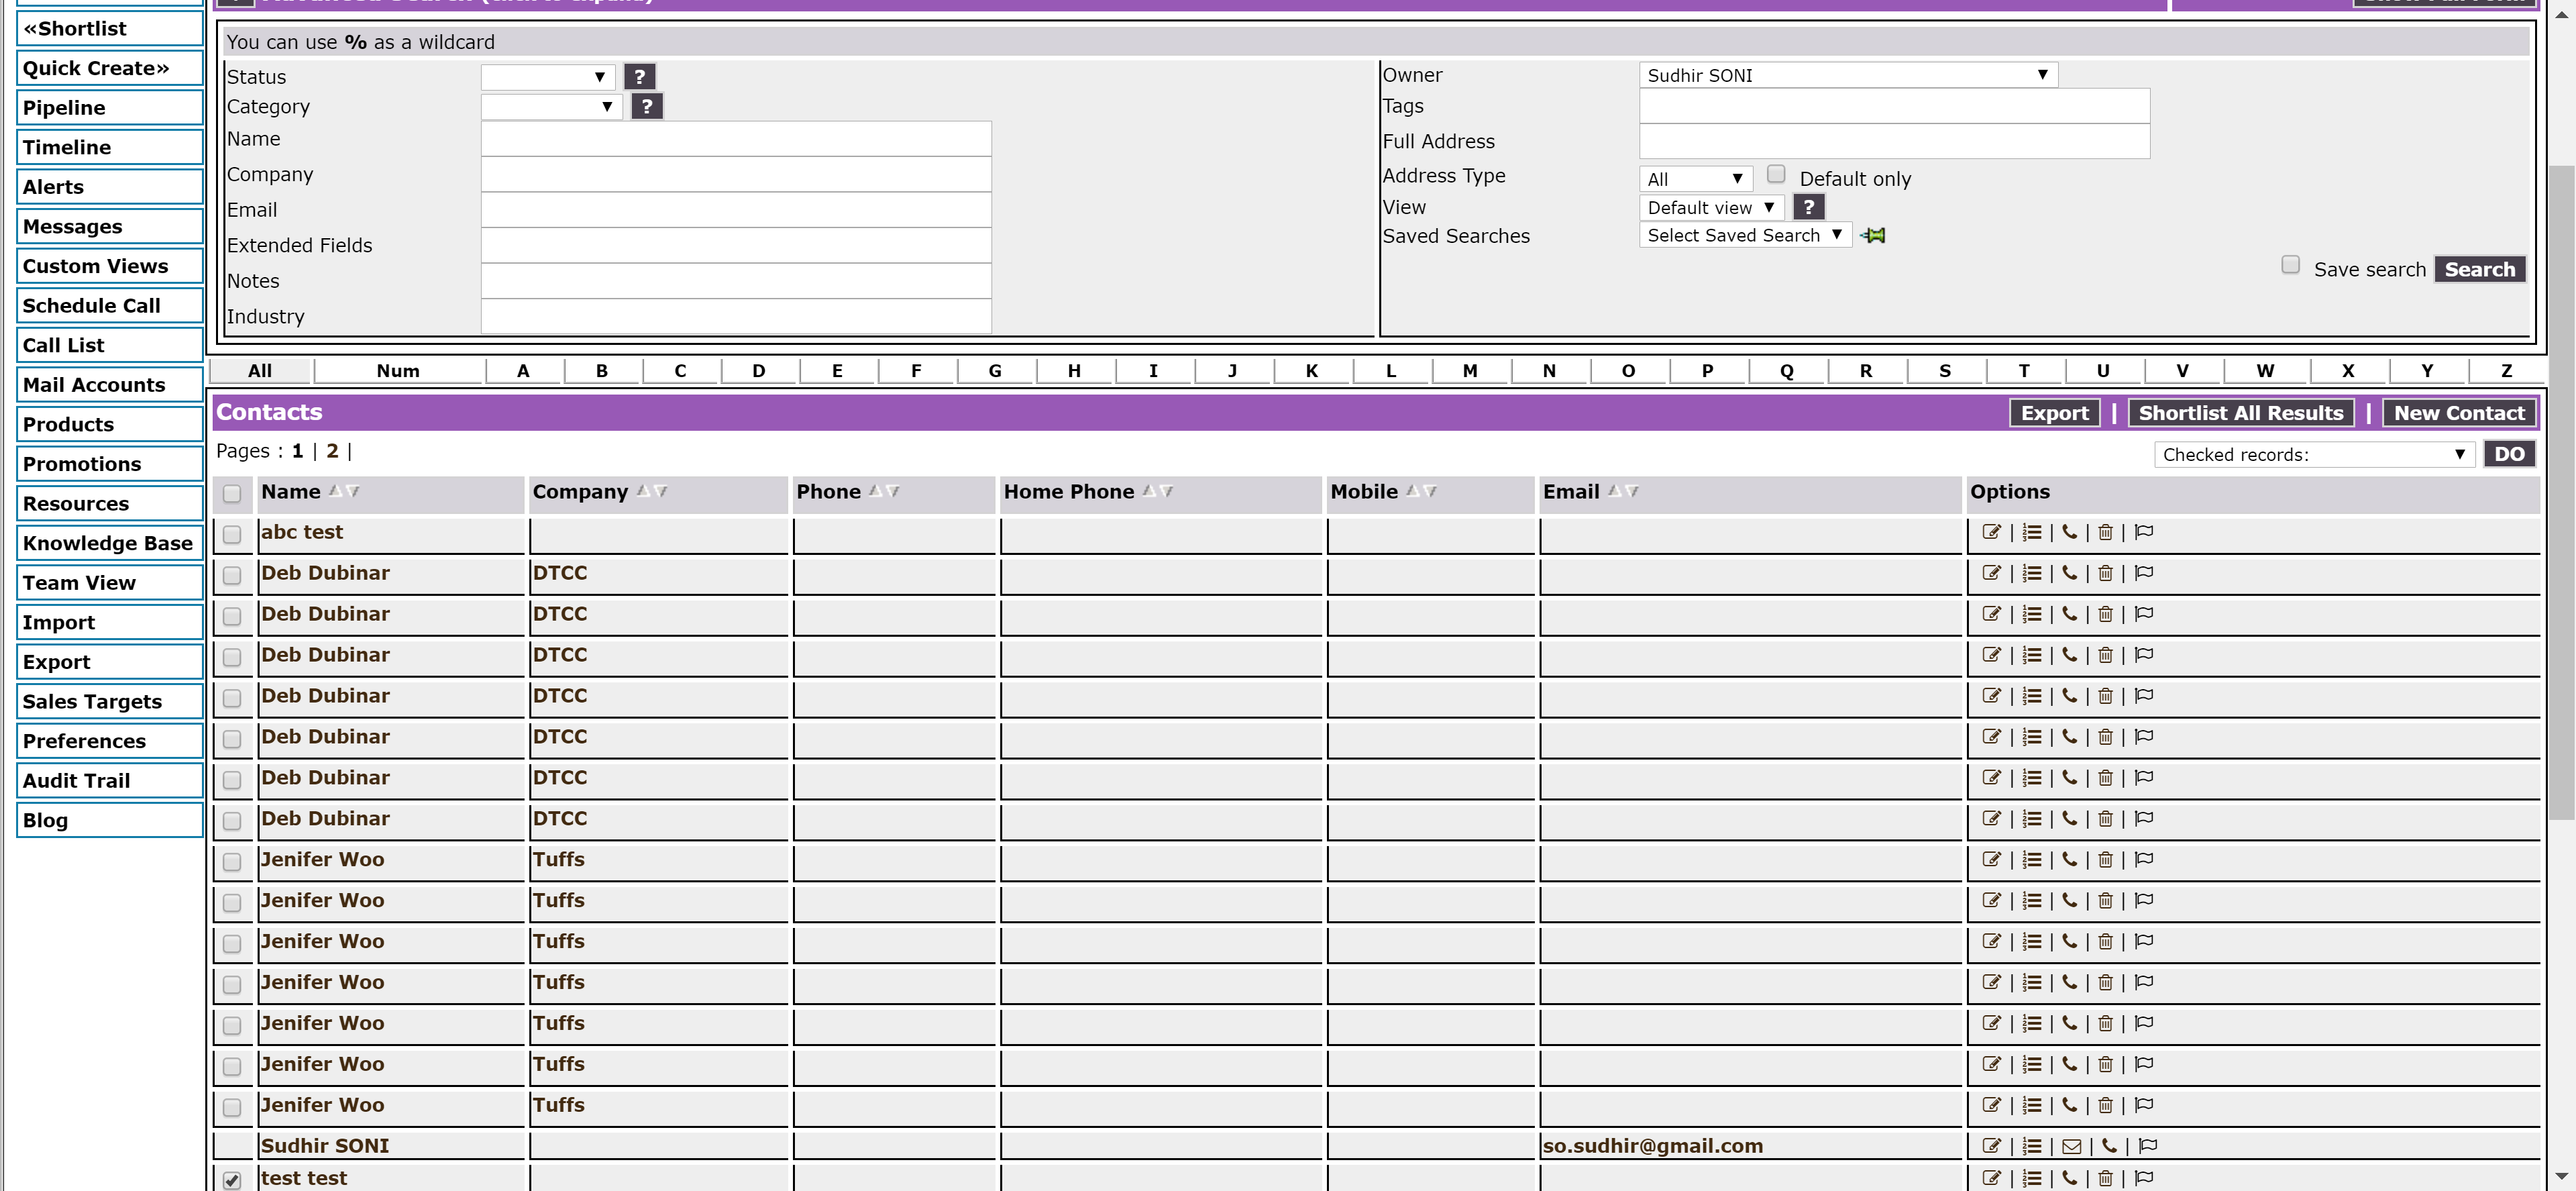 «Shortlist
Quick Create»
Pipeline
Timeline
Alerts
Messages
Custom Views
Schedule Call
Call List
Mail Accounts
Products
Promotions
Resources
Knowledge Base
Team View
Import
Export
Sales Targets
Preferences
Audit Trail
Blog
You can use % as a wildcard
Status ?
Category ?
Name
Company
Email
Extended Fields
Notes
Industry
Owner Sudhir SONI
Tags
Full Address
Address Type All Default only
View Default view ?
Saved Searches Select Saved Search
Save search Search
All Num A B C D E F G H I J K L M N O P Q R S T U V W X Y Z
Contacts Export | Shortlist All Results | New Contact
Pages : 1 | 2 |
Checked records: DO
Name Company Phone Home Phone Mobile Email Options
abc test
Deb Dubinar DTCC
Deb Dubinar DTCC
Deb Dubinar DTCC
Deb Dubinar DTCC
Deb Dubinar DTCC
Deb Dubinar DTCC
Deb Dubinar DTCC
Jenifer Woo Tuffs
Jenifer Woo Tuffs
Jenifer Woo Tuffs
Jenifer Woo Tuffs
Jenifer Woo Tuffs
Jenifer Woo Tuffs
Jenifer Woo Tuffs
Sudhir SONI so.sudhir@gmail.com
test test